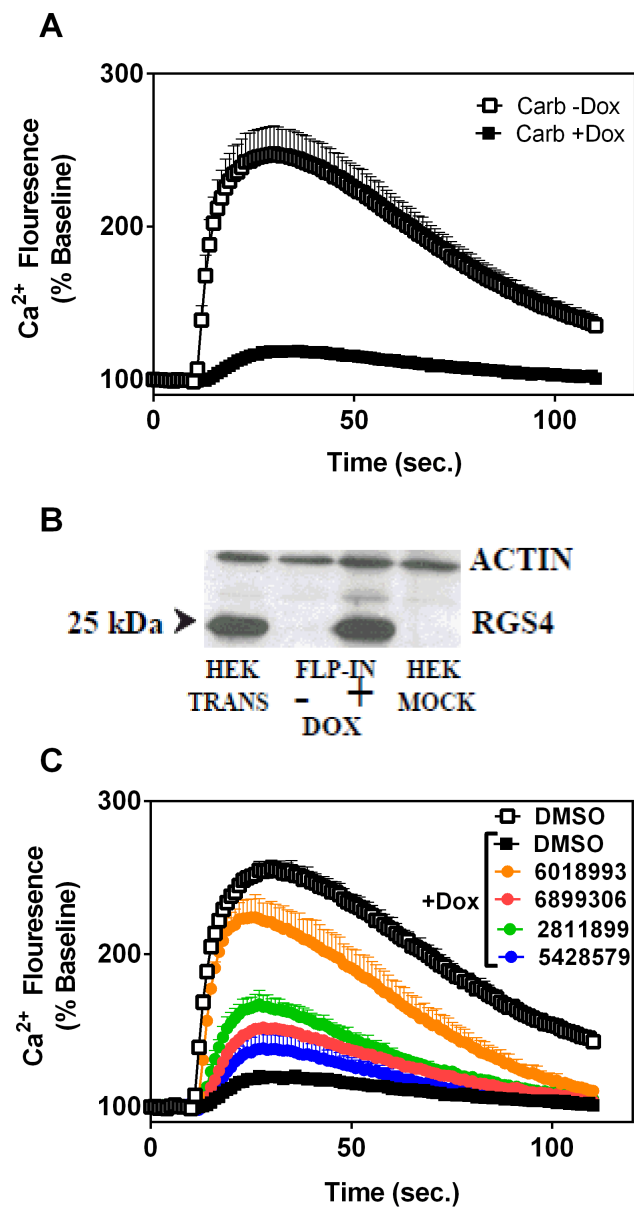 A
300
200
100
Ca2+ Flouresence
(% Baseline)
Carb -Dox
Carb +Dox
0
50
100
Time (sec.)
B
ACTIN
25 kDa
RGS4
HEK FLP-IN HEK
TRANS - + MOCK
DOX
C
300
200
100
Ca2+ Flouresence
(% Baseline)
DMSO
DMSO
+Dox
6018993
6899306
2811899
5428579
0
50
100
Time (sec.)